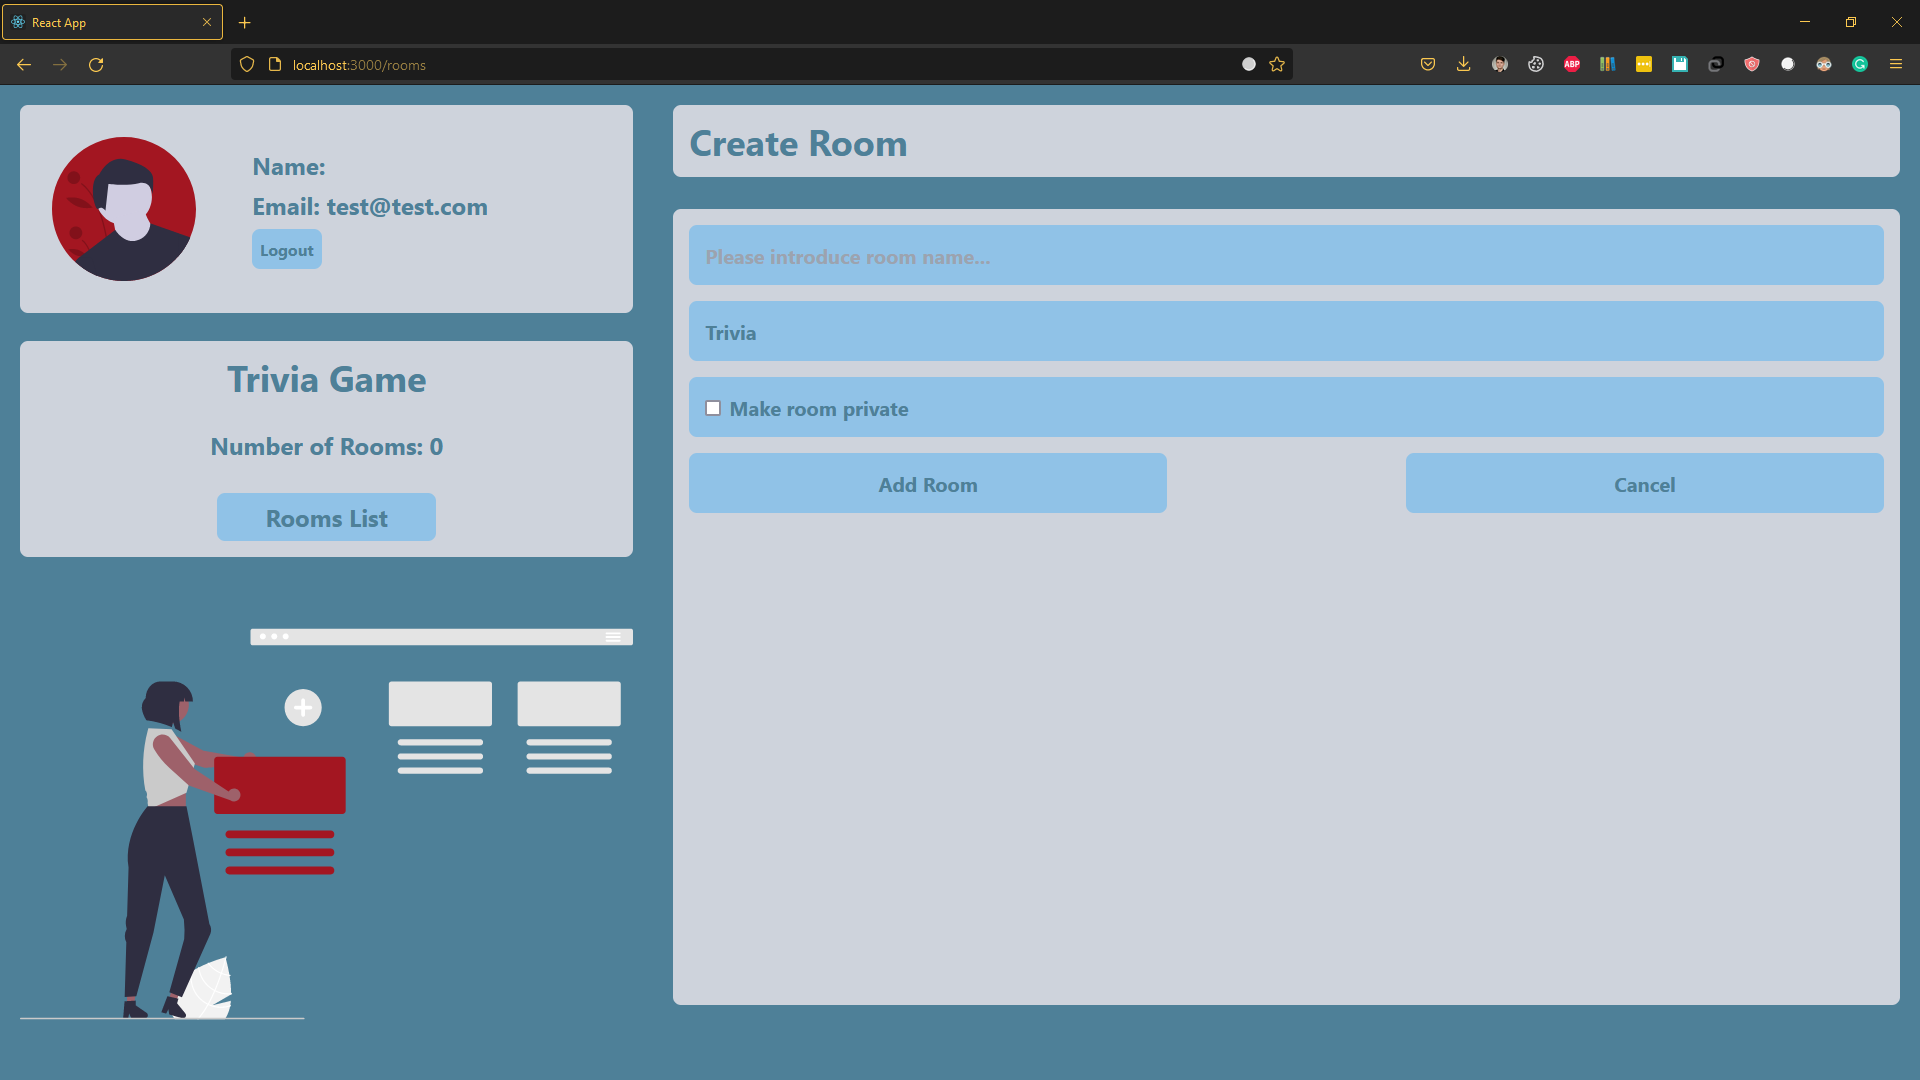 React App
localhost:3000/rooms
ABP
Name:
Email: test@test.com
Logout
Trivia Game
Number of Rooms: 0
Rooms List
Create Room
Please introduce room name...
Trivia
Make room private
Add Room
Cancel